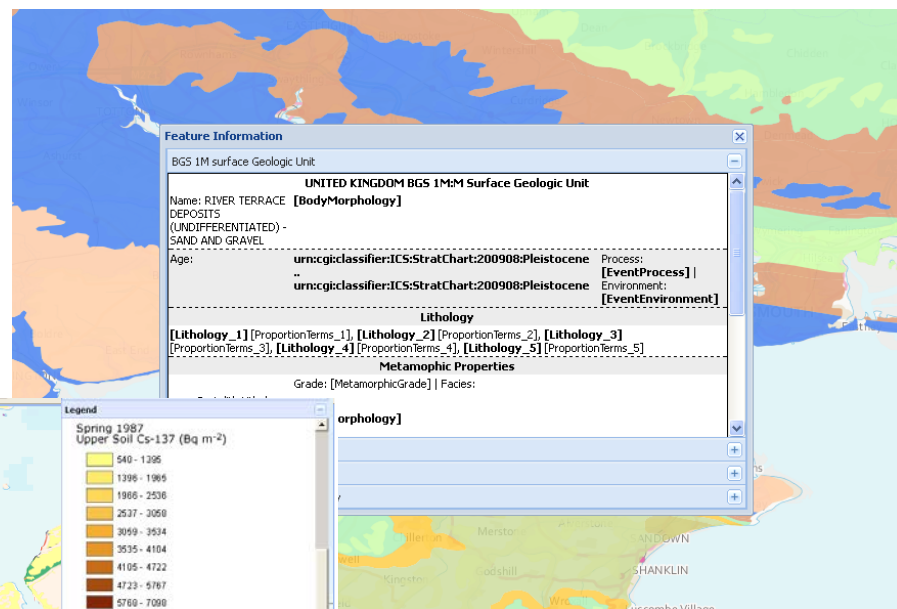 Feature Information
BGS 1M surface Geologic Unit
UNITED KINGDOM BGS 1M:M Surface Geologic Unit
Name: RIVER TERRACE DEPOSITS (UNDIFFERENTIATED) - SAND AND GRAVEL
[BodyMorphology]
Age:
urn:cgi:classifier:ICS:StratChart:200908:Pleistocene
..
urn:cgi:classifier:ICS:StratChart:200908:Pleistocene
Process:
[EventProcess] |
Environment:
[EventEnvironment]
Lithology
[Lithology_1] [ProportionTerms_1], [Lithology_2] [ProportionTerms_2], [Lithology_3]
[ProportionTerms_3], [Lithology_4] [ProportionTerms_4], [Lithology_5] [ProportionTerms_5]
Metamophic Properties
Grade: [MetamorphicGrade] | Facies:
orphology]
Legend
Spring 1987
Upper Soil Cs-137 (Bq m-2)
540 - 1395
1396 - 1965
1966 - 2536
2537 - 3058
3059 - 3534
3535 - 4104
4105 - 4722
4723 - 5767
5768 - 7098
Merstone
Godshill
SHANKLIN
Luccombe Village